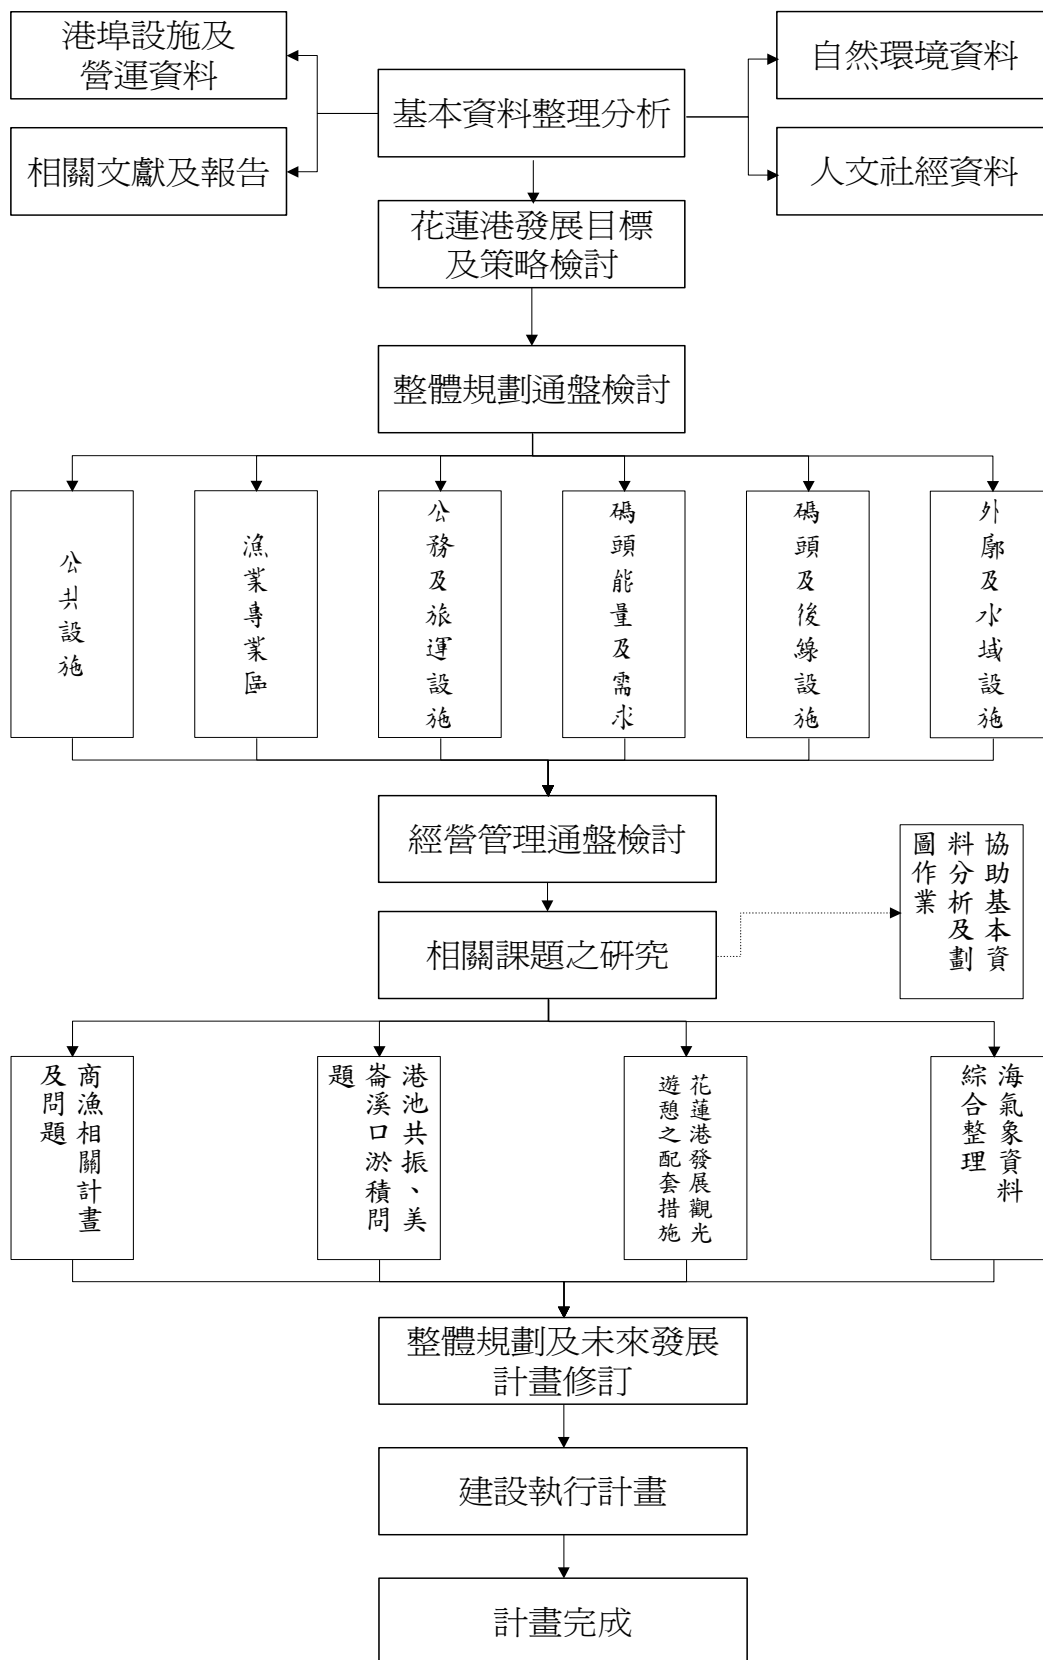 港埠設施及
營運資料
自然環境資料
基本資料整理分析
相關文獻及報告
人文社經資料
花蓮港發展目標
及策略檢討
整體規劃通盤檢討
公共設施
漁業專業區
公務及旅運設施
碼頭能量及需求
碼頭及後線設施
外廓及水域設施
經營管理通盤檢討
協助基本資
料分析及劃
圖作業
相關課題之研究
商漁相關計畫
及問題
港池共振、美
崙溪口淤積問
題
花蓮港發展觀光
遊憩之配套措施
海氣象資料
綜合整理
整體規劃及未來發展
計畫修訂
建設執行計畫
計畫完成